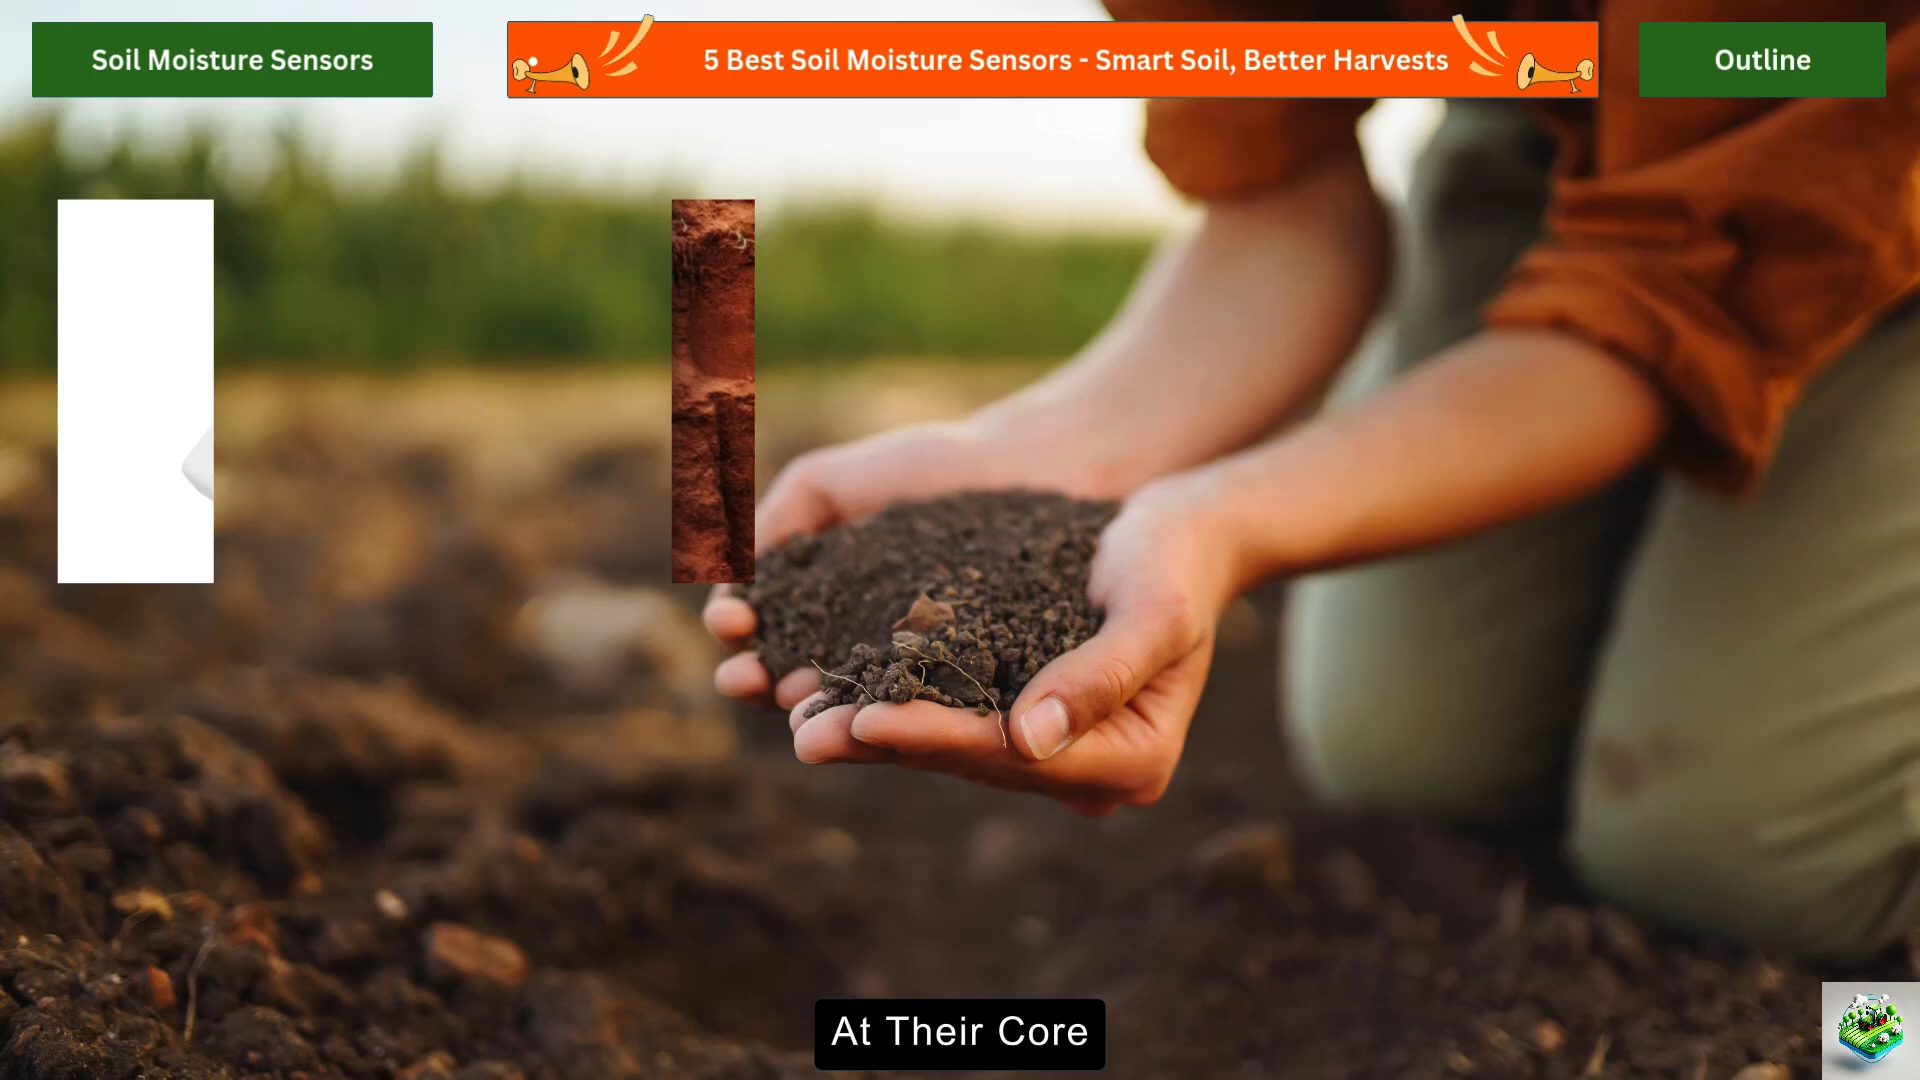 Soil Moisture Sensors
5 Best Soil Moisture Sensors - Smart Soil, Better Harvests
Outline
At Their Core